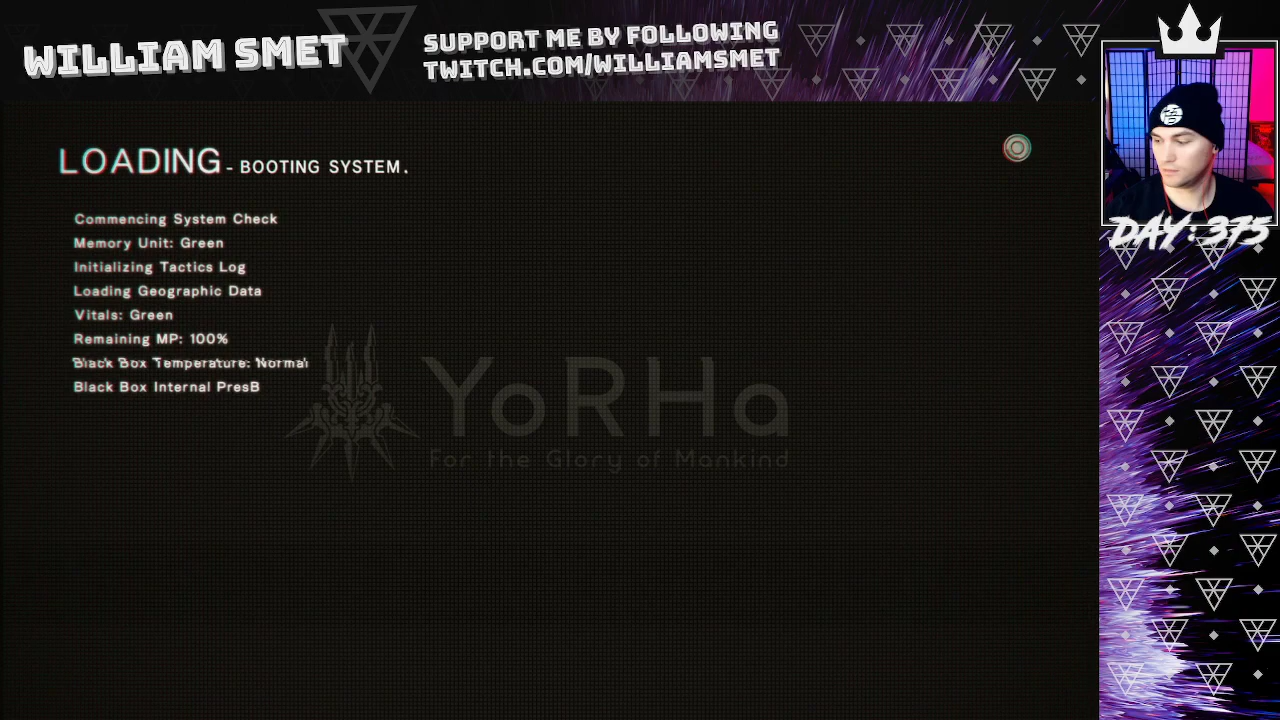 WILLIAM SMET
SUPPORT ME BY FOLLOWING
TWITCH.COM/WILLIAMSMET
DAY: 375
LOADING - BOOTING SYSTEM.
Commencing System Check
Memory Unit: Green
Initializing Tactics Log
Loading Geographic Data
Vitals: Green
Remaining MP: 100%
Black Box Temperature: Normal
Black Box Internal PresB
YoRHa
For the Glory of Mankind